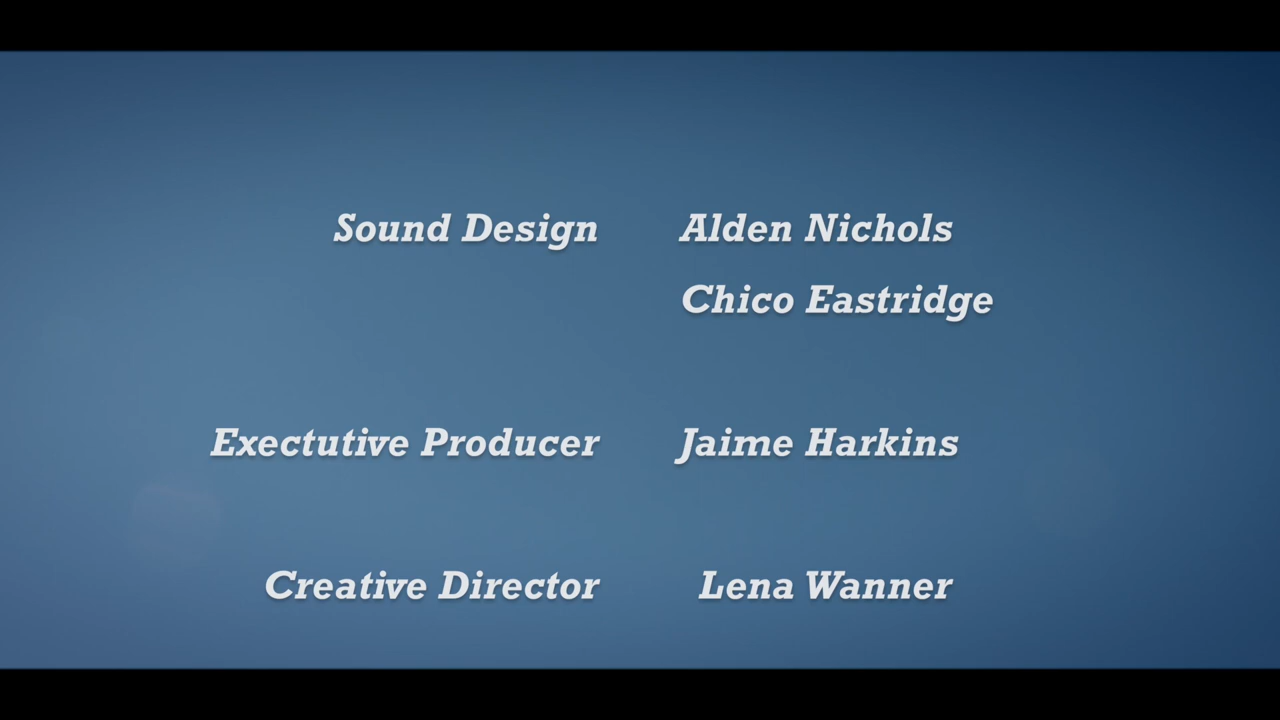 Sound Design Alden Nichols
Chico Eastridge
Exectutive Producer Jaime Harkins
Creative Director Lena Wanner